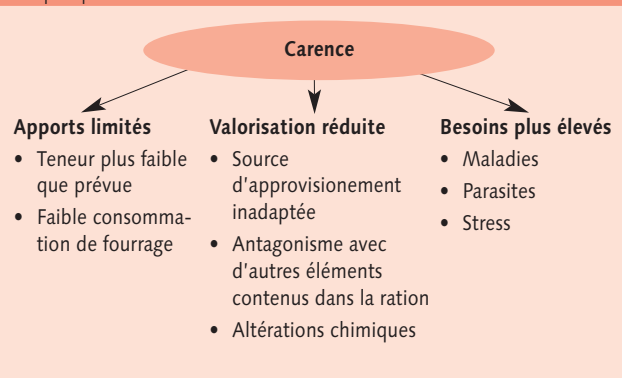 Carence
Apports limités
• Teneur plus faible
que prévue
• Faible consomma-
tion de fourrage
Valorisation réduite
• Source
d'approvisionement
inadaptée
• Antagonisme avec
d'autres éléments
contenus dans la ration
• Altérations chimiques
Besoins plus élevés
• Maladies
• Parasites
• Stress